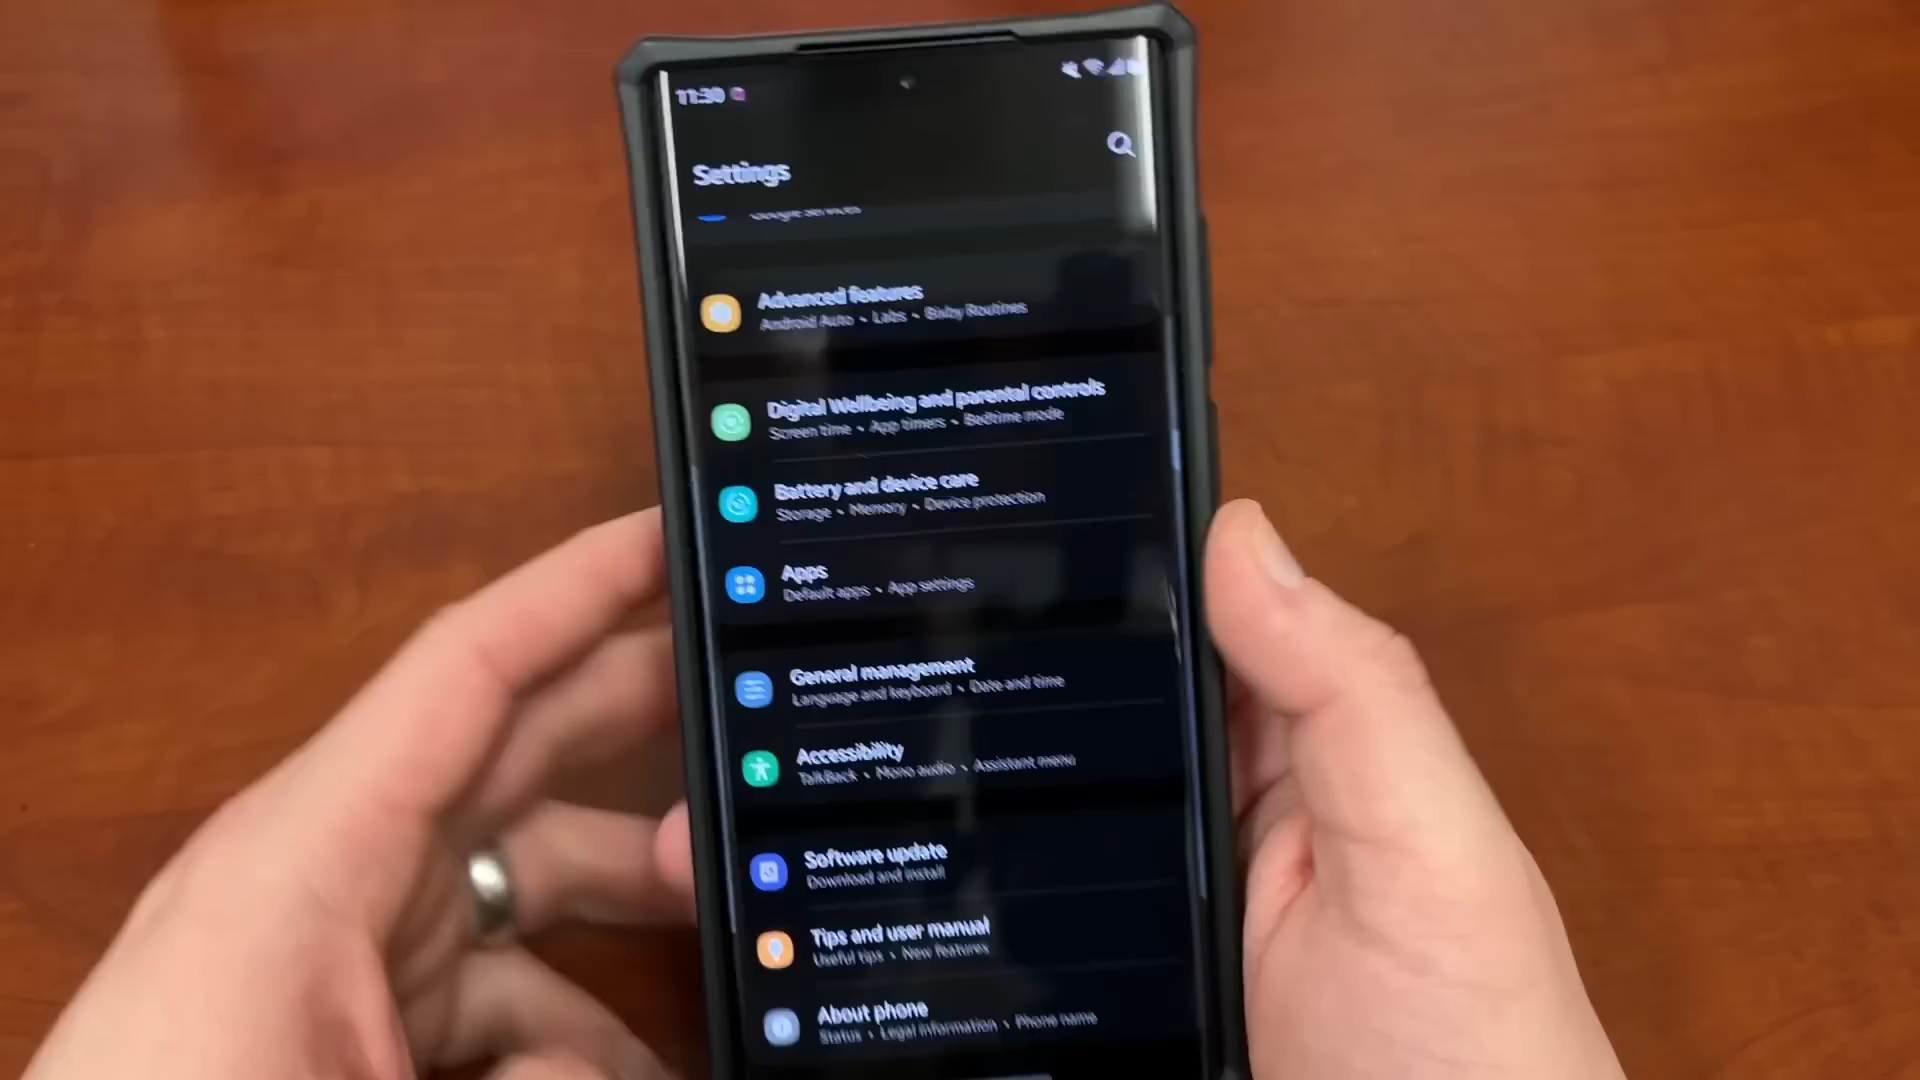 11:30
Settings
Google services
Advanced features
Android Auto • Labs • Bixby Routines
Digital Wellbeing and parental controls
Screen time • App timers • Bedtime mode
Battery and device care
Storage • Memory • Device protection
Apps
Default apps • App settings
General management
Language and keyboard • Date and time
Accessibility
TalkBack • Mono audio • Assistant menu
Software update
Download and install
Tips and user manual
Useful tips • New features
About phone
Status • Legal information • Phone name